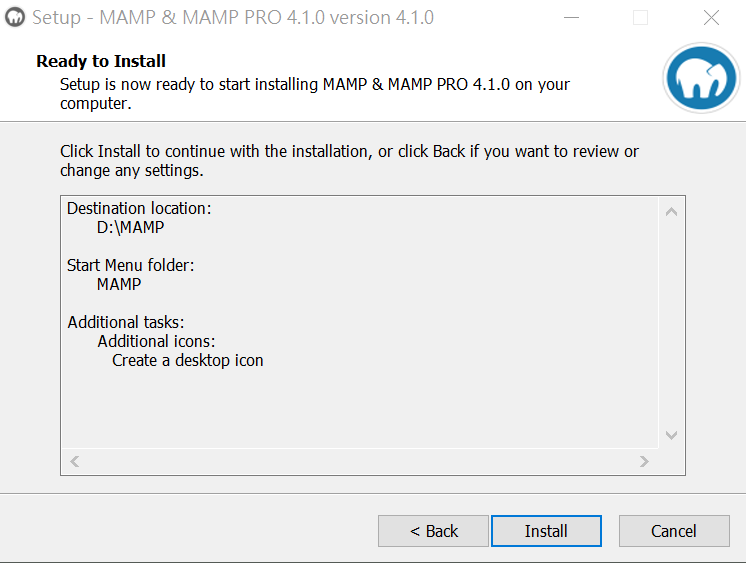 Setup - MAMP & MAMP PRO 4.1.0 version 4.1.0
Ready to Install
Setup is now ready to start installing MAMP & MAMP PRO 4.1.0 on your
computer.
Click Install to continue with the installation, or click Back if you want to review or
change any settings.
Destination location:
D:\MAMP
Start Menu folder:
MAMP
Additional tasks:
Additional icons:
Create a desktop icon
< Back
Install
Cancel